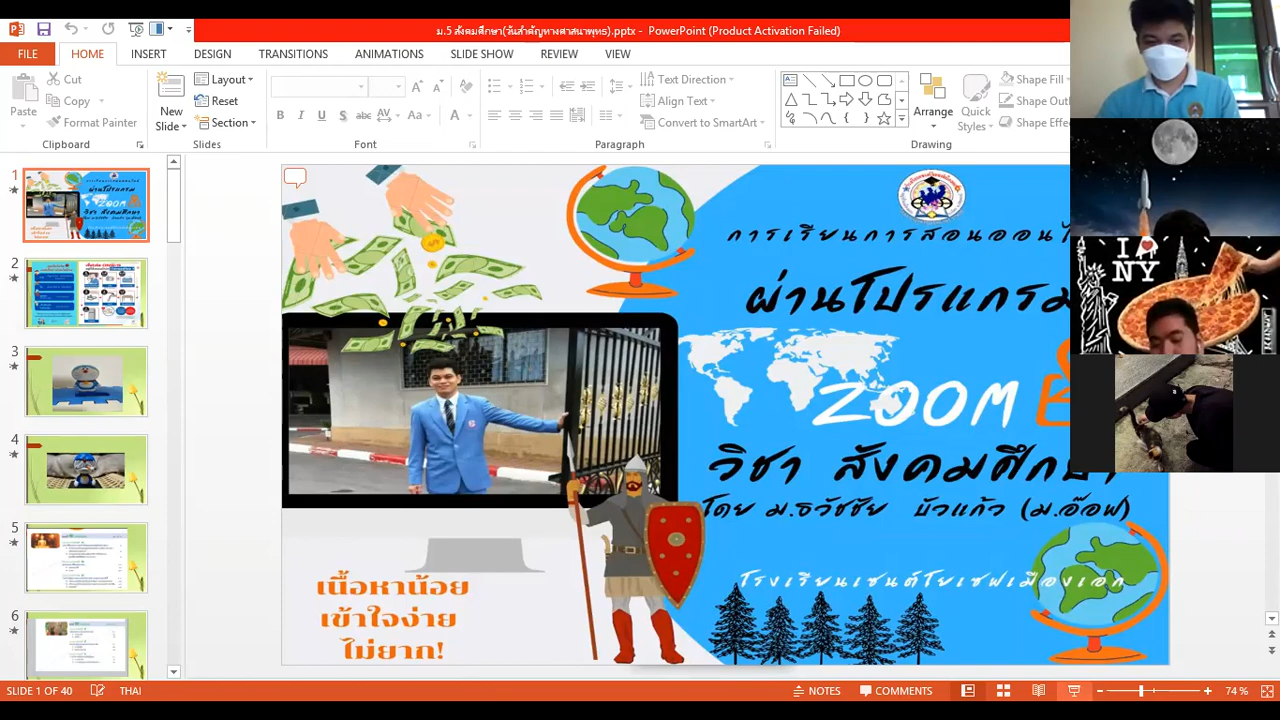 ม.5 สังคมศึกษา(วันสำคัญทางศาสนาพุทธ).pptx - PowerPoint (Product Activation Failed)
FILE HOME INSERT DESIGN TRANSITIONS ANIMATIONS SLIDE SHOW REVIEW VIEW
Paste
Cut
Copy
Format Painter
Clipboard
New Slide
Layout
Reset
Section
Slides
Font
Text Direction
Align Text
Convert to SmartArt
Paragraph
Arrange
Quick Styles
Shape Fill
Shape Out
Shape Effe
Drawing
1
2
3
4
5
6
การเรียนการสอนออนไ
ผ่านโปรแกรม
ZOOM
วิชา สังคมศึกษา
โดย ม.ธวัชชัย บัวแก้ว (ม.อ๊อฟ)
โรงเรียนเซนต์โยเซฟเมืองเอก
เนื้อหาน้อย
เข้าใจง่าย
ไม่ยาก!
I NY
SLIDE 1 OF 40 THAI NOTES COMMENTS 74 %